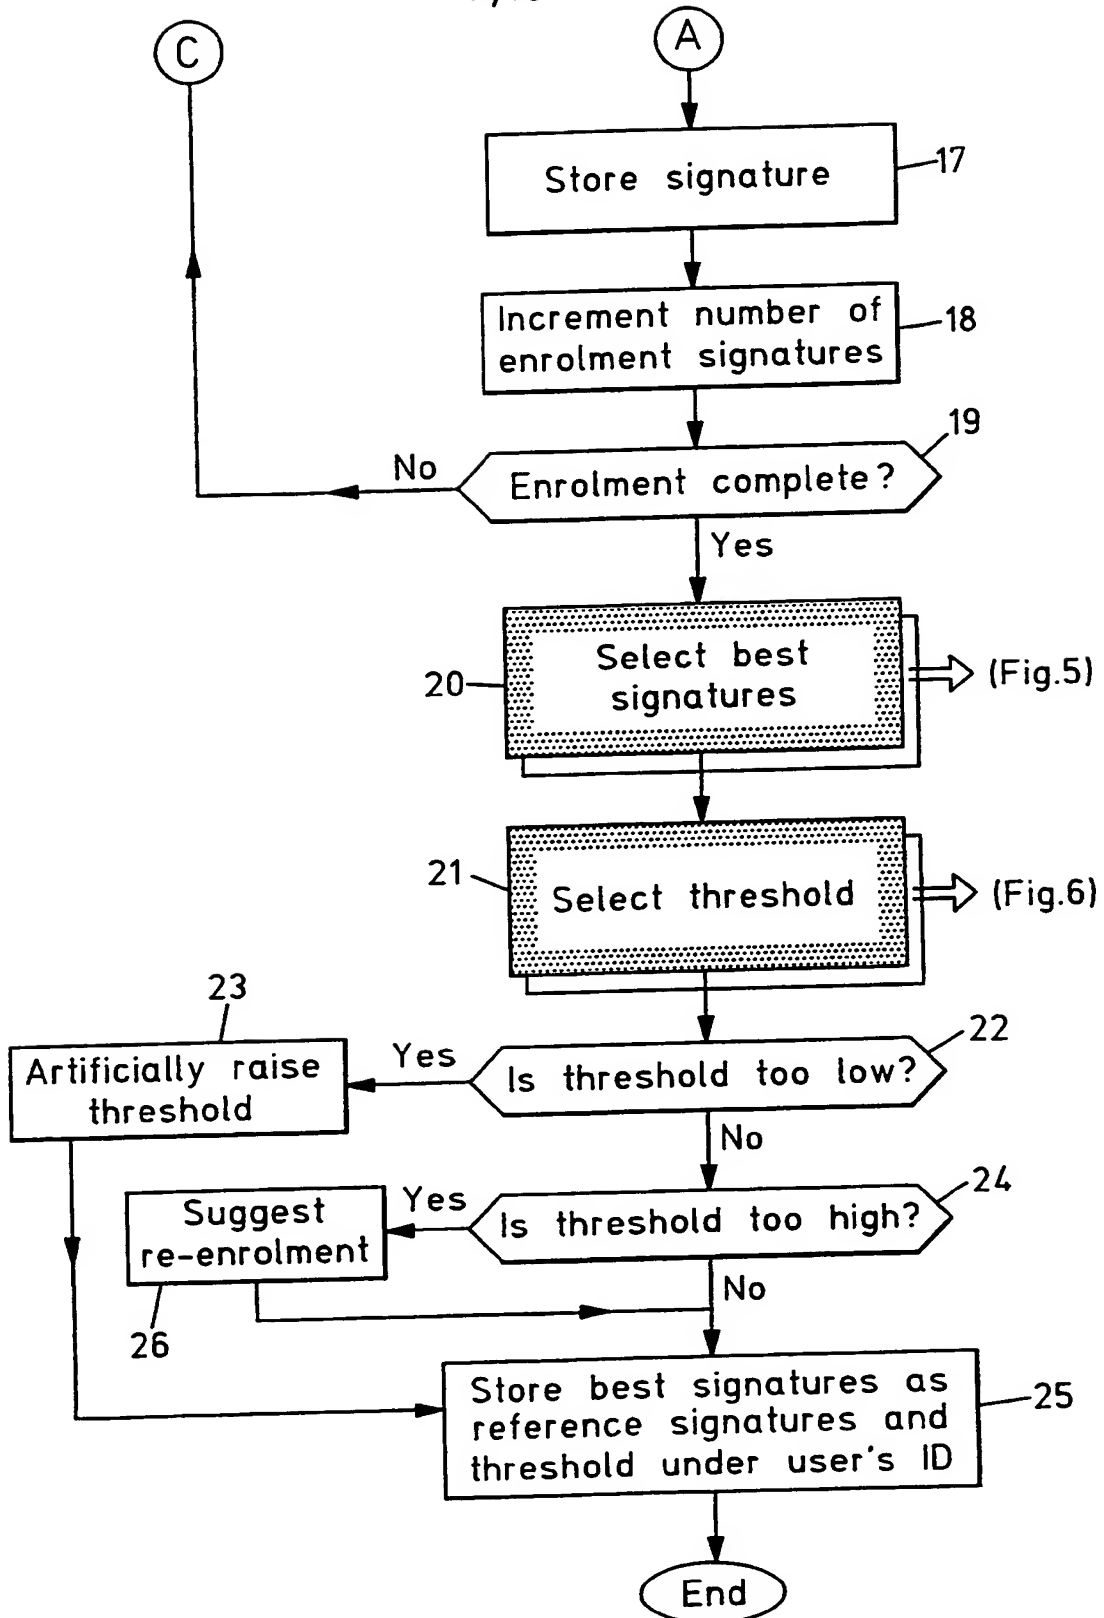 C
A
Store signature
17
Increment number of
enrolment signatures
18
19
Enrolment complete?
No
Yes
20
Select best
signatures
(Fig.5)
21
Select threshold
(Fig.6)
23
22
Artificially raise
threshold
Yes
Is threshold too low?
No
24
Suggest
re-enrolment
Yes
Is threshold too high?
26
No
Store best signatures as
reference signatures and
threshold under user's ID
25
End